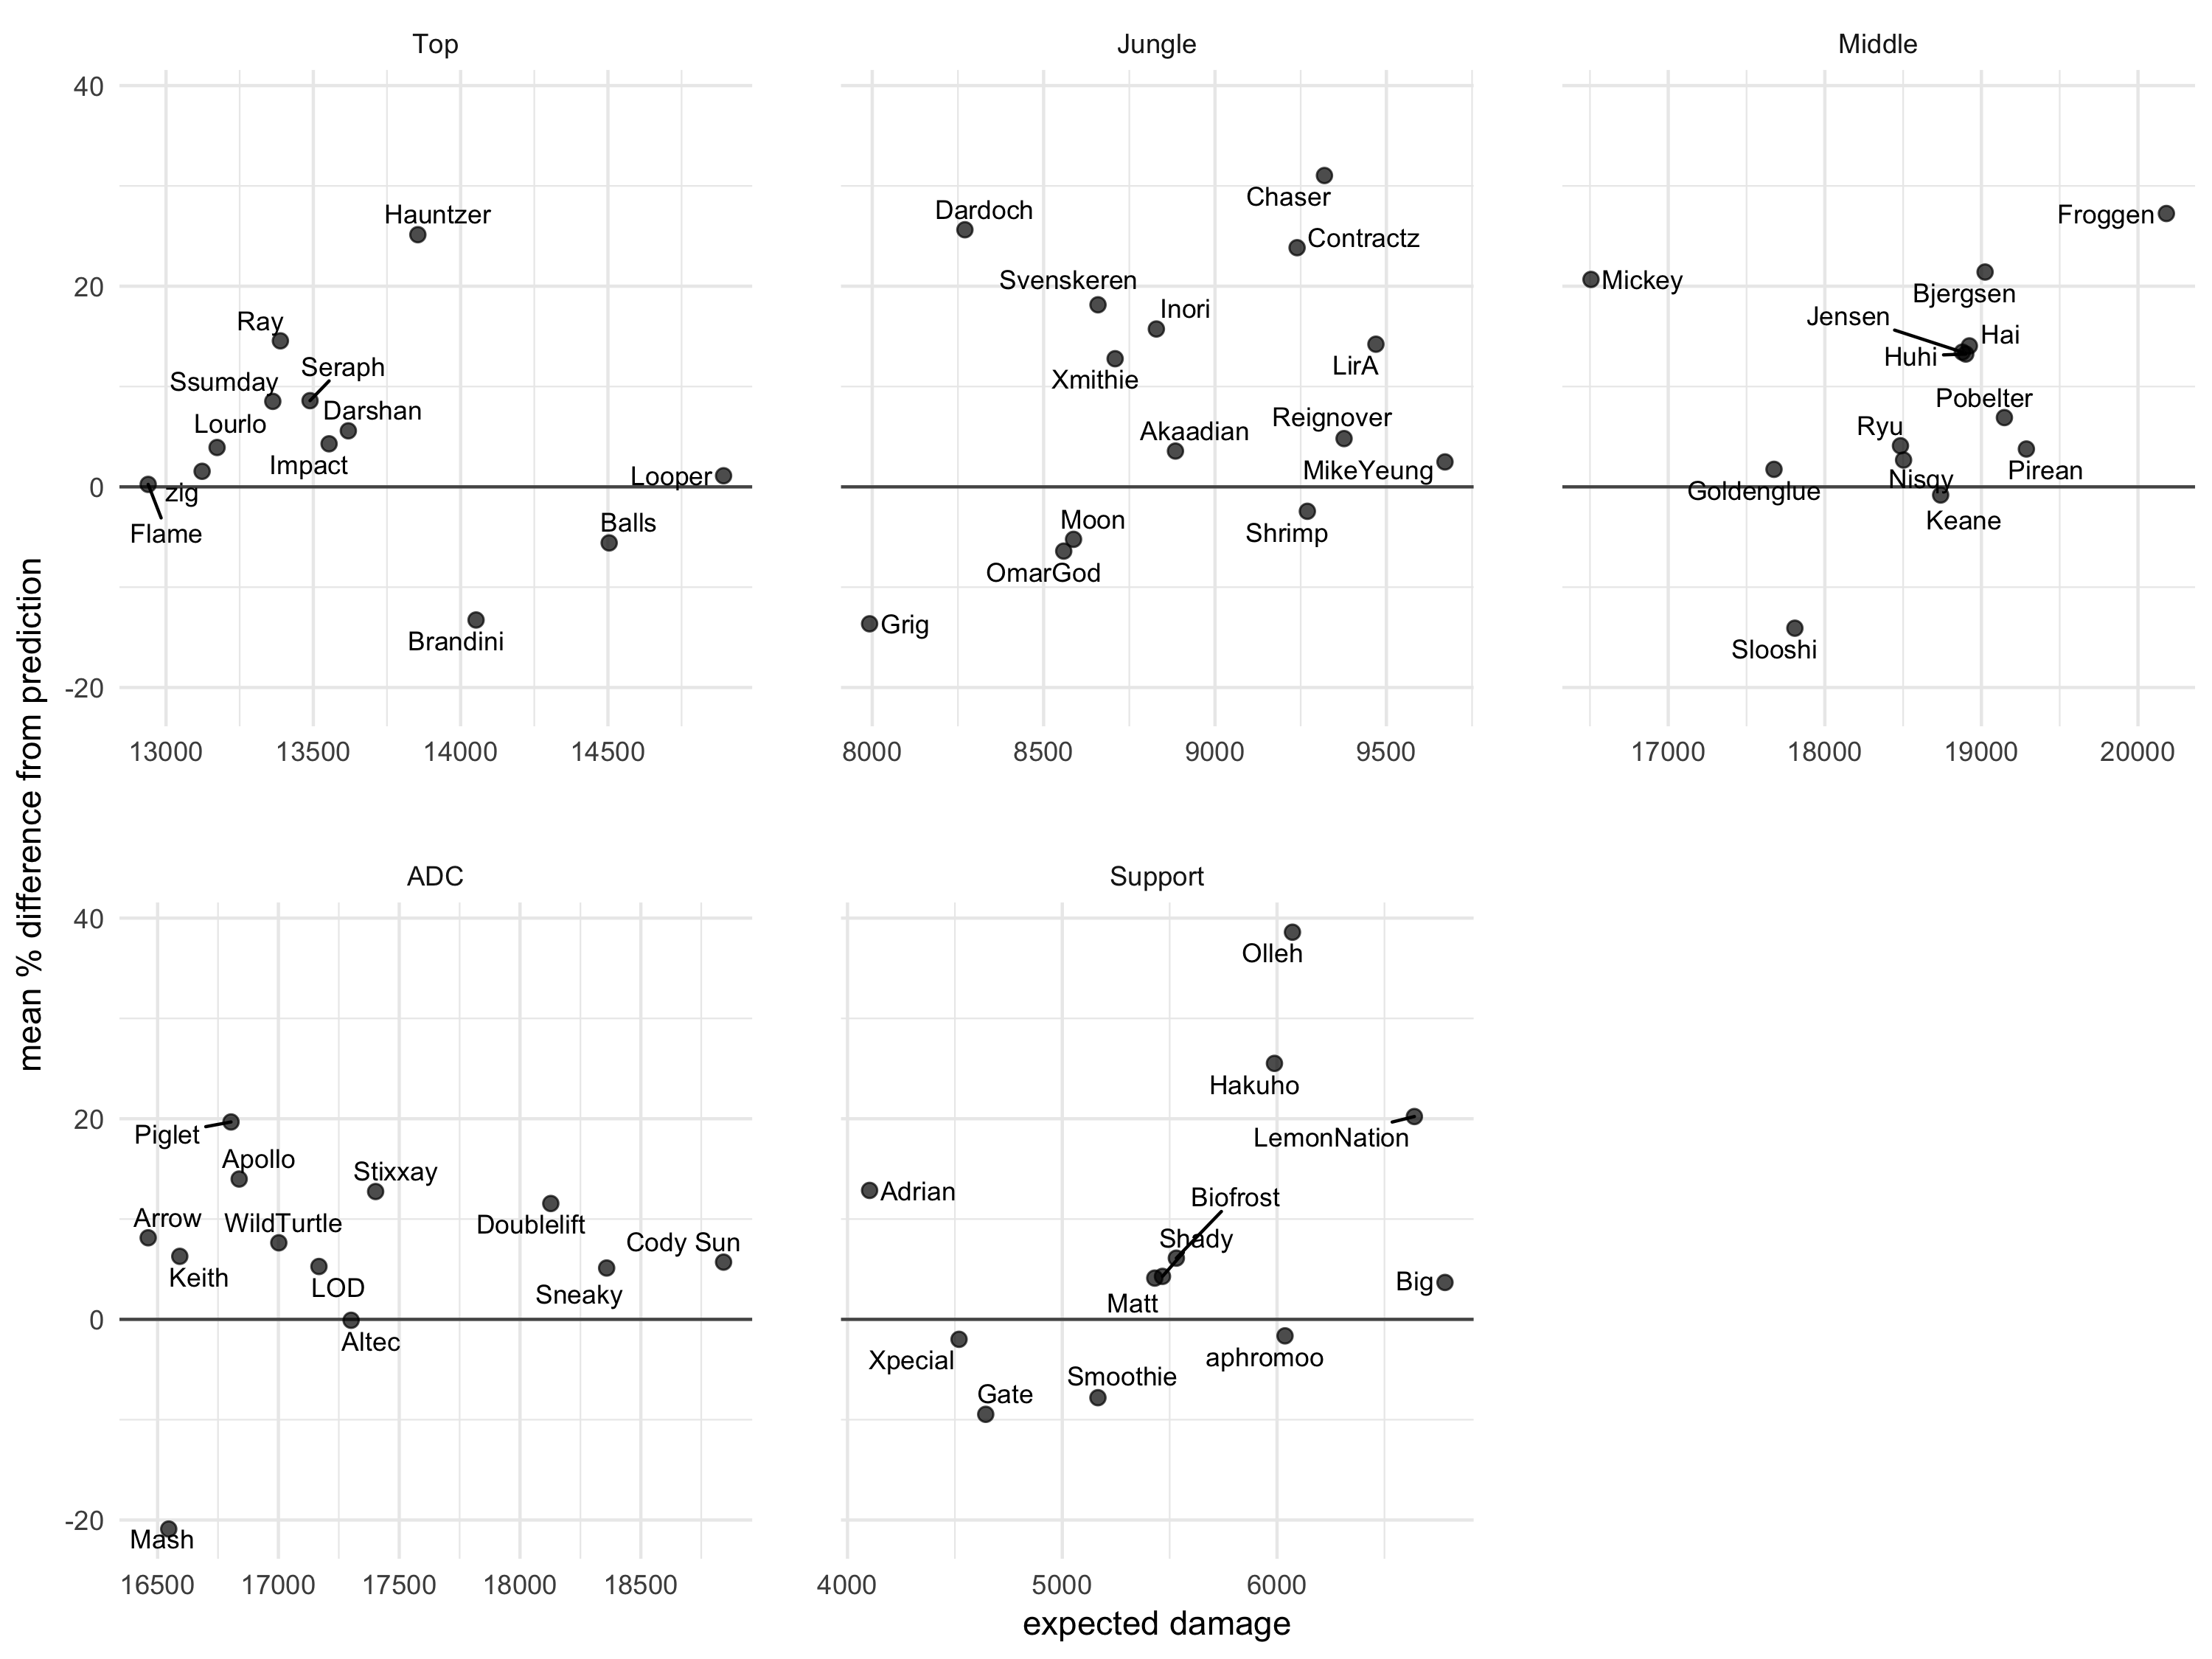 Top
Jungle
Middle
mean % difference from prediction
40
20
0
-20
Hauntzer
Ray
Seraph
Ssumday
Darshan
Lourlo
Impact
zig
Flame
Looper
Balls
Brandini
13000 13500 14000 14500
Chaser
Dardoch
Contractz
Svenskeren
Inori
Xmithie
LirA
Reignover
Akaadian
MikeYeung
Moon
Shrimp
OmarGod
Grig
8000 8500 9000 9500
Froggen
Mickey
Bjergsen
Jensen
Hai
Huhi
Pobelter
Ryu
Pirean
Nisqy
Goldenglue
Keane
Slooshi
17000 18000 19000 20000
ADC
Support
40
20
0
-20
Piglet
Apollo
Stixxay
Arrow
WildTurtle
Doublelift
Cody Sun
Keith
LOD
Sneaky
Altec
Mash
16500 17000 17500 18000 18500
Olleh
Hakuho
LemonNation
Adrian
Biofrost
Shady
Big
Matt
Xpecial
aphromoo
Smoothie
Gate
4000 5000 6000
expected damage